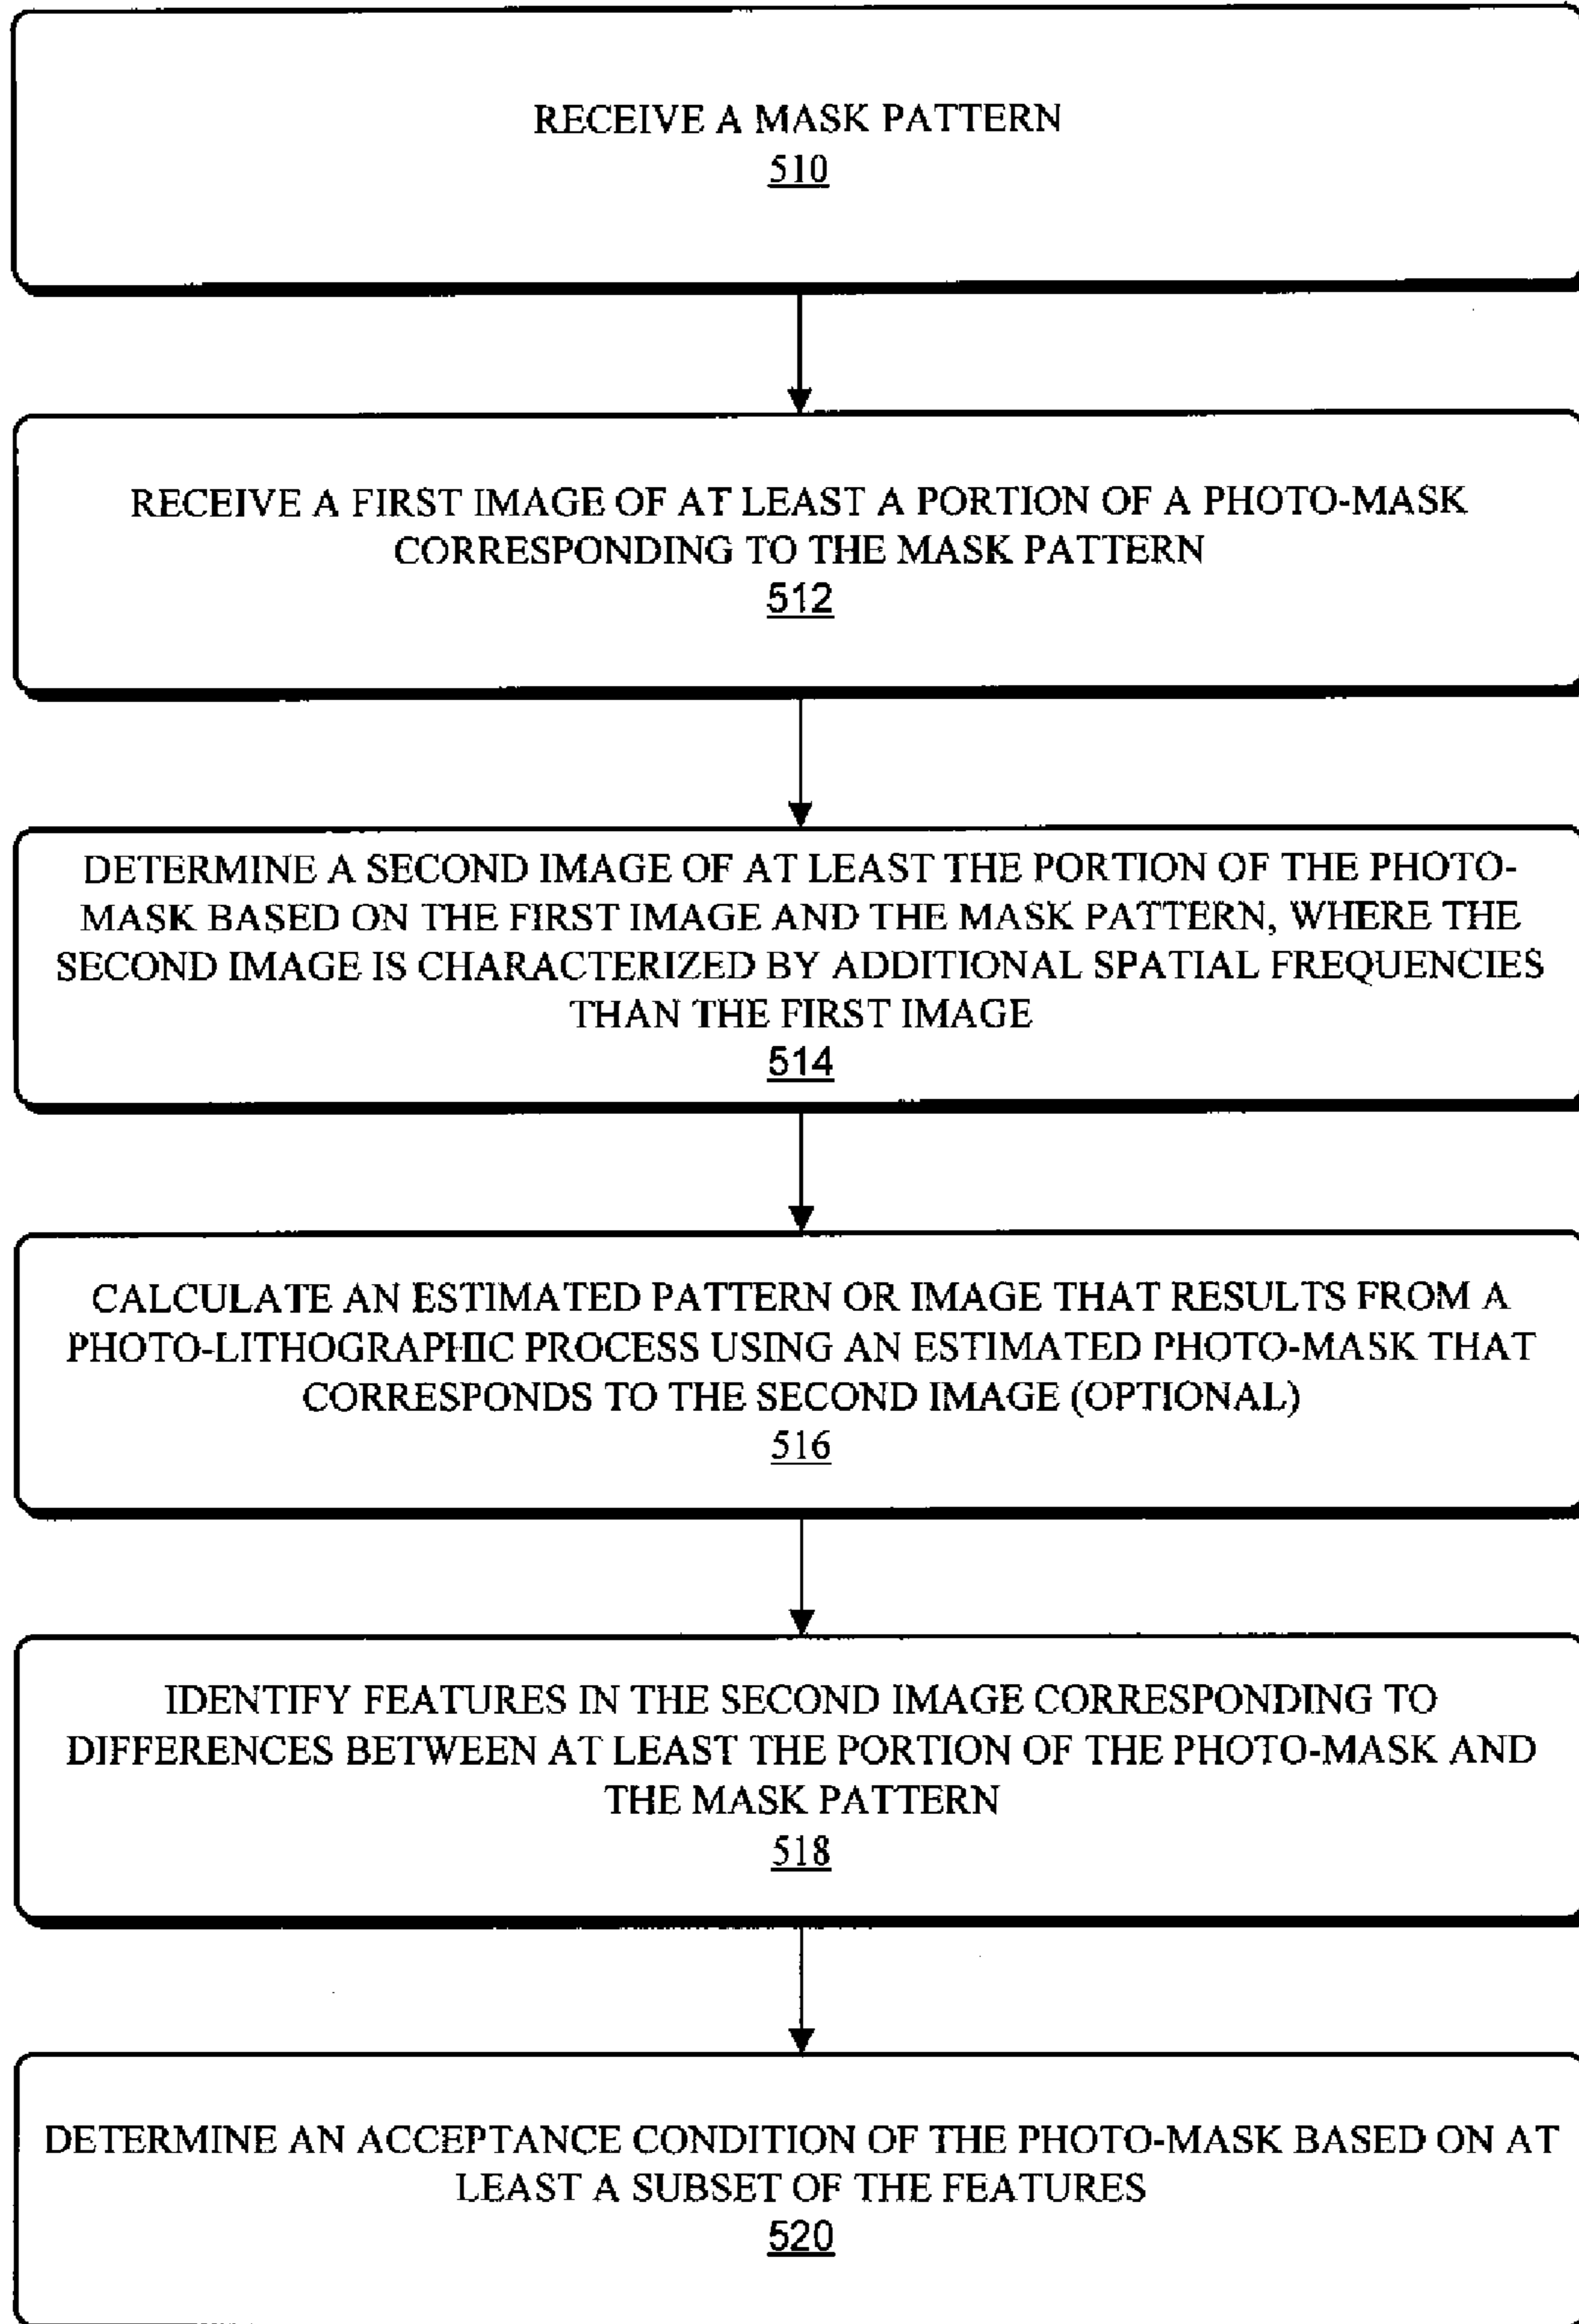 RECEIVE A MASK PATTERN
510
RECEIVE A FIRST IMAGE OF AT LEAST A PORTION OF A PHOTO-MASK
CORRESPONDING TO THE MASK PATTERN
512
DETERMINE A SECOND IMAGE OF AT LEAST THE PORTION OF THE PHOTO-
MASK BASED ON THE FIRST IMAGE AND THE MASK PATTERN, WHERE THE
SECOND IMAGE IS CHARACTERIZED BY ADDITIONAL SPATIAL FREQUENCIES
THAN THE FIRST IMAGE
514
CALCULATE AN ESTIMATED PATTERN OR IMAGE THAT RESULTS FROM A
PHOTO-LITHOGRAPHIC PROCESS USING AN ESTIMATED PHOTO-MASK THAT
CORRESPONDS TO THE SECOND IMAGE (OPTIONAL)
516
IDENTIFY FEATURES IN THE SECOND IMAGE CORRESPONDING TO
DIFFERENCES BETWEEN AT LEAST THE PORTION OF THE PHOTO-MASK AND
THE MASK PATTERN
518
DETERMINE AN ACCEPTANCE CONDITION OF THE PHOTO-MASK BASED ON AT
LEAST A SUBSET OF THE FEATURES
520